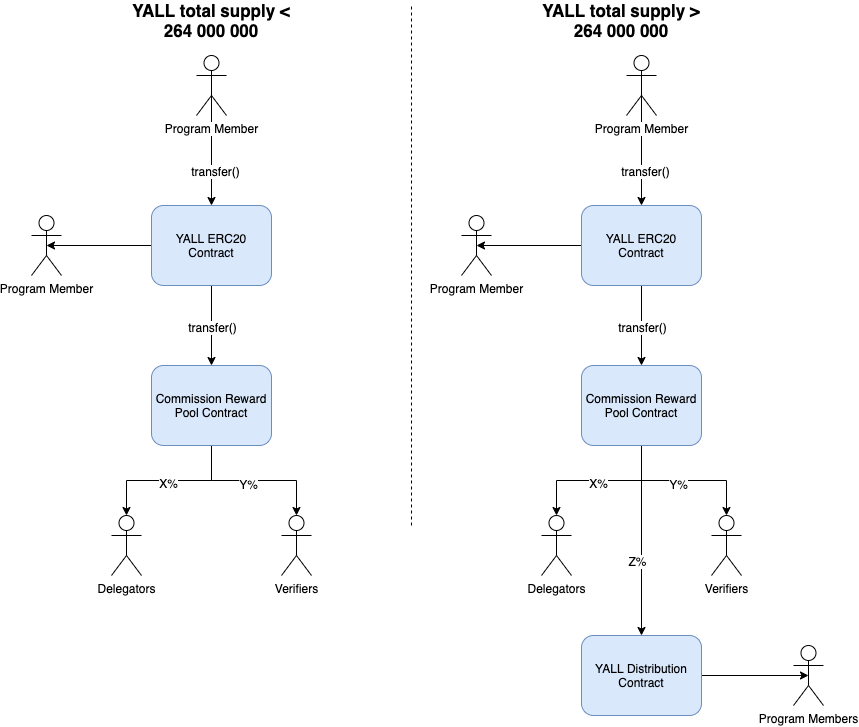 YALL total supply <
264 000 000
Program Member
transfer()
YALL ERC20
Contract
Program Member
transfer()
Commission Reward
Pool Contract
X%
Y%
Delegators
Verifiers
YALL total supply >
264 000 000
Program Member
transfer()
YALL ERC20
Contract
Program Member
transfer()
Commission Reward
Pool Contract
X%
Y%
Delegators
Verifiers
Z%
YALL Distribution
Contract
Program Members